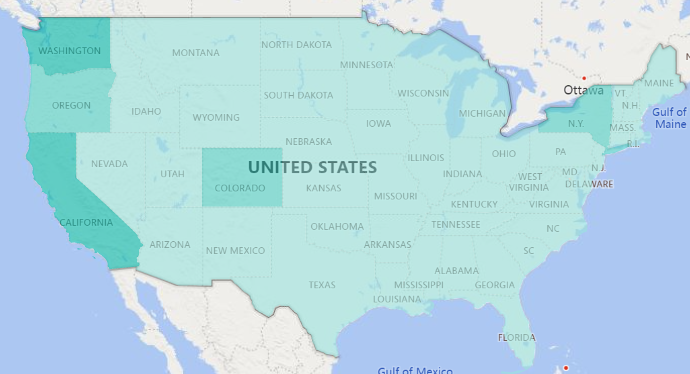 WASHINGTON
MONTANA
NORTH DAKOTA
MINNESOTA
MAINE
Ottawa
VT.
N.H.
OREGON
IDAHO
SOUTH DAKOTA
WISCONSIN
MICHIGAN
WYOMING
Gulf of
Maine
N.Y.
MASS
IOWA
R.I.
NEBRASKA
NEVADA
UTAH
UNITED STATES
ILLINOIS
OHIO
PA
COLORADO
KANSAS
INDIANA
MD
N.J.
DELAWARE
WEST
VIRGINIA
MISSOURI
KENTUCKY
VIRGINIA
CALIFORNIA
ARIZONA
NEW MEXICO
OKLAHOMA
ARKANSAS
TENNESSEE
NC
SC
TEXAS
LOUISIANA
MISSISSIPPI
ALABAMA
GEORGIA
FLORIDA
Gulf of Mexico